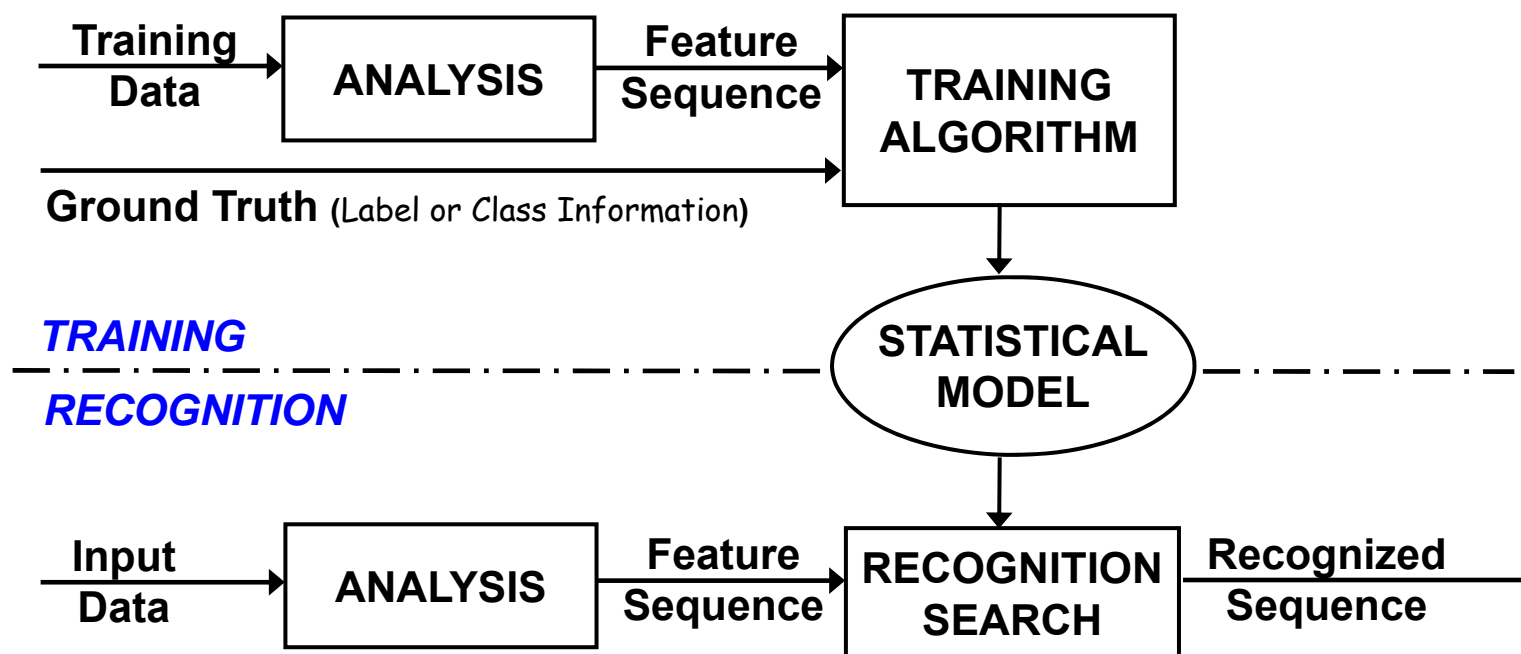 Training
Data
ANALYSIS
Feature
Sequence
TRAINING
ALGORITHM
Ground Truth (Label or Class Information)
TRAINING
RECOGNITION
STATISTICAL
MODEL
Input
Data
ANALYSIS
Feature
Sequence
RECOGNITION
SEARCH
Recognized
Sequence